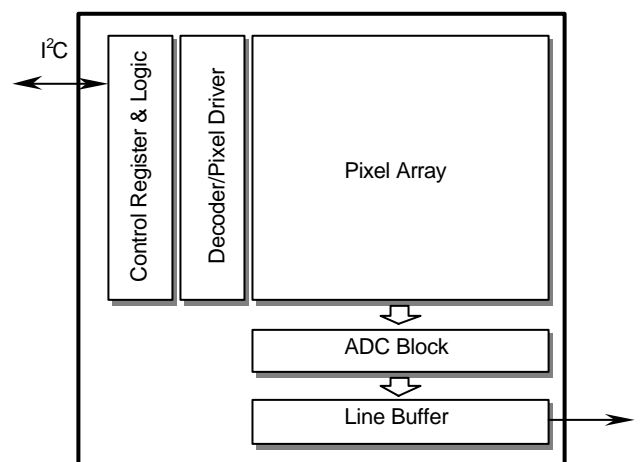 I²C
Control Register & Logic
Decoder/Pixel Driver
Pixel Array
ADC Block
Line Buffer